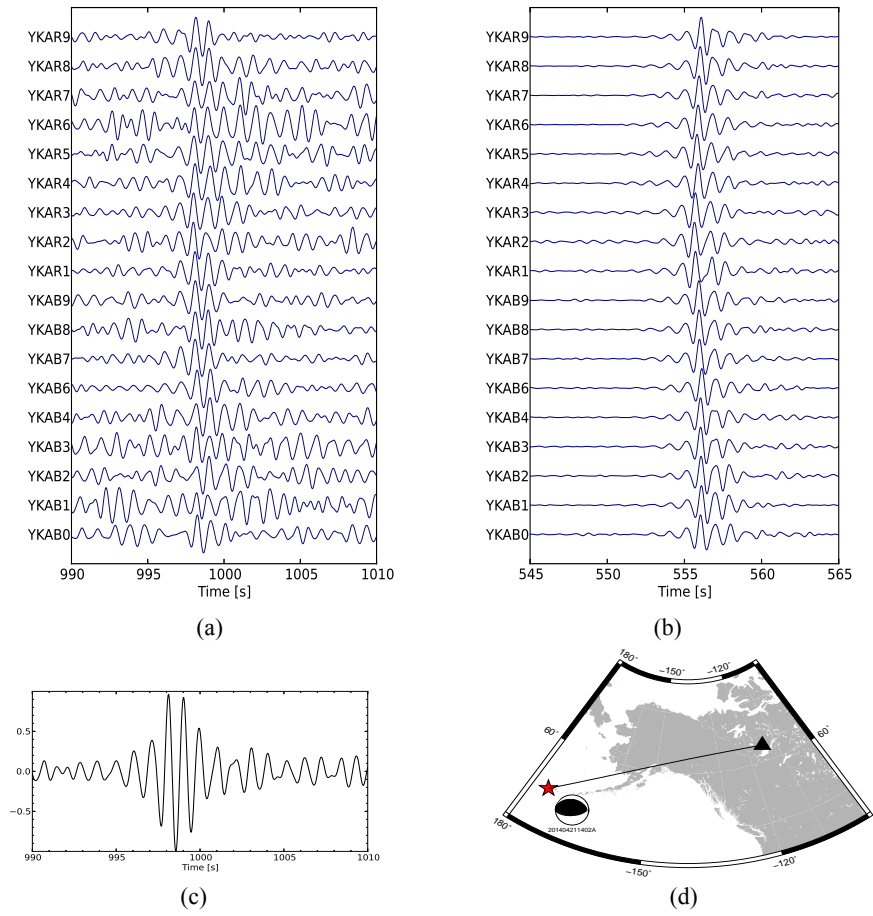 YKAR9
YKAR8
YKAR7
YKAR6
YKAR5
YKAR4
YKAR3
YKAR2
YKAR1
YKAB9
YKAB8
YKAB7
YKAB6
YKAB4
YKAB3
YKAB2
YKAB1
YKAB0
990 995 1000 1005 1010
Time [s]
(a)
YKAR9
YKAR8
YKAR7
YKAR6
YKAR5
YKAR4
YKAR3
YKAR2
YKAR1
YKAB9
YKAB8
YKAB7
YKAB6
YKAB4
YKAB3
YKAB2
YKAB1
YKAB0
545 550 555 560 565
Time [s]
(b)
0.5
0.0
−0.5
990 995 1000 1005 1010
Time [s]
(c)
180˚ −150˚ −120˚
60˚ 60˚
201404211402A
180˚ −150˚ −120˚
(d)